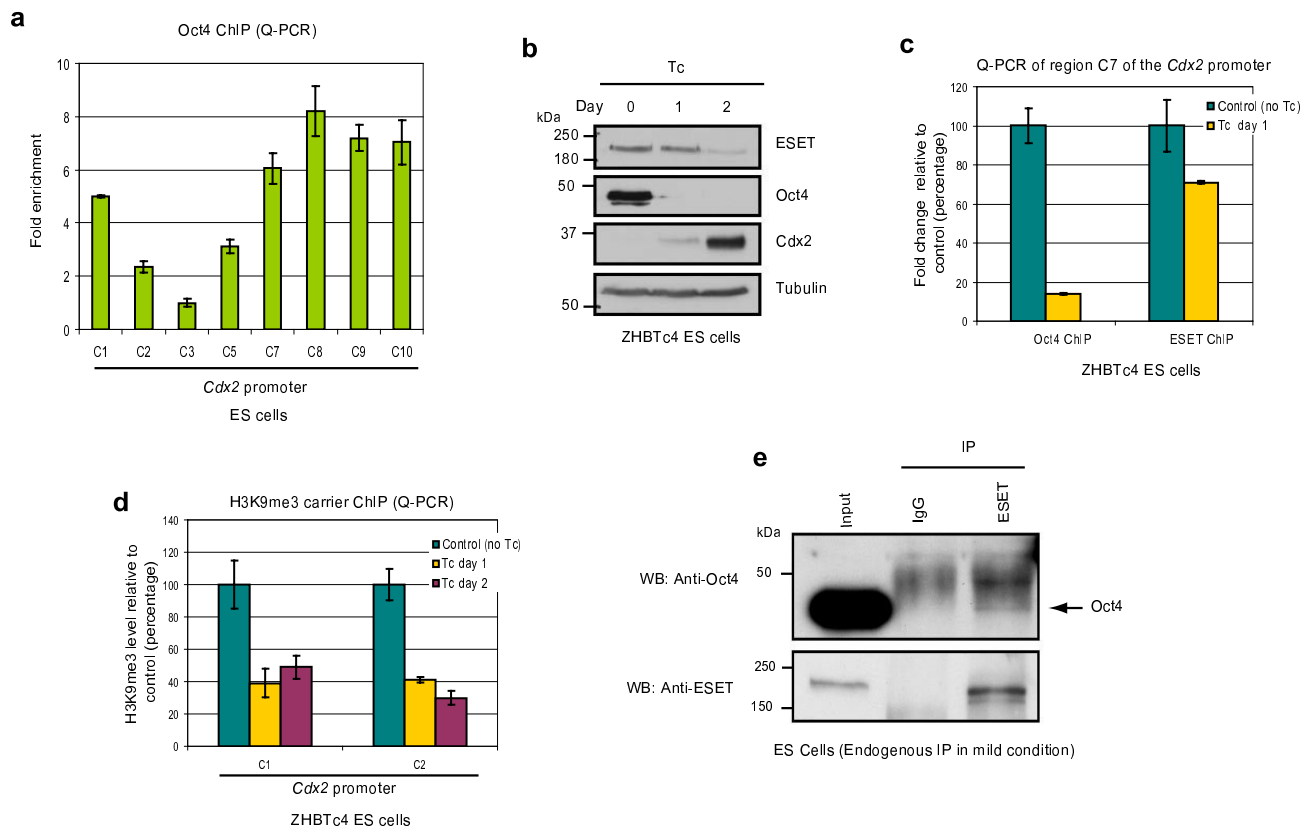 a
Oct4 ChIP (Q-PCR)
Fold enrichment
10
8
6
4
2
0
C1 C2 C3 C5 C7 C8 C9 C10
Cdx2 promoter
ES cells
b
Tc
Day 0 1 2
kDa
250
180
ESET
50
Oct4
37
Cdx2
50
Tubulin
ZHBTc4 ES cells
c
Q-PCR of region C7 of the Cdx2 promoter
Fold change relative to
control (percentage)
120
100
80
60
40
20
0
Control (no Tc)
Tc day 1
Oct4 ChIP ESET ChIP
ZHBTc4 ES cells
d
H3K9me3 carrier ChIP (Q-PCR)
H3K9me3 level relative to
control (percentage)
140
120
100
80
60
40
20
0
Control (no Tc)
Tc day 1
Tc day 2
C1 C2
Cdx2 promoter
ZHBTc4 ES cells
e
IP
Input IgG ESET
kDa
WB: Anti-Oct4
50
Oct4
WB: Anti-ESET
250
150
ES Cells (Endogenous IP in mild condition)